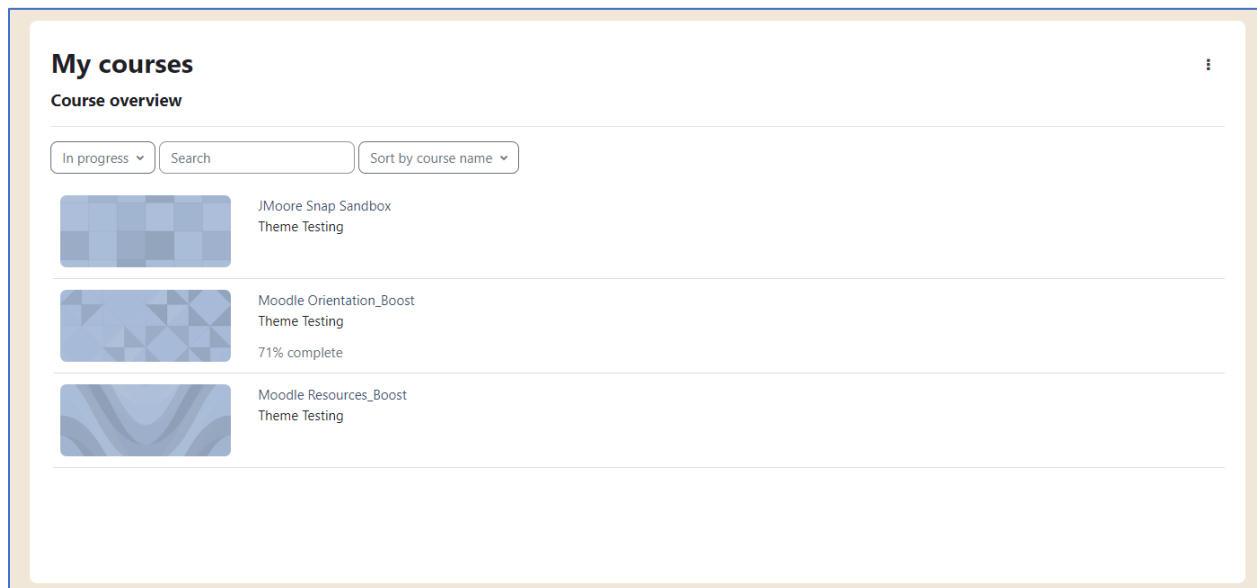 My courses
Course overview
In progress
Search
Sort by course name
JMoore Snap Sandbox
Theme Testing
Moodle Orientation_Boost
Theme Testing
71% complete
Moodle Resources_Boost
Theme Testing